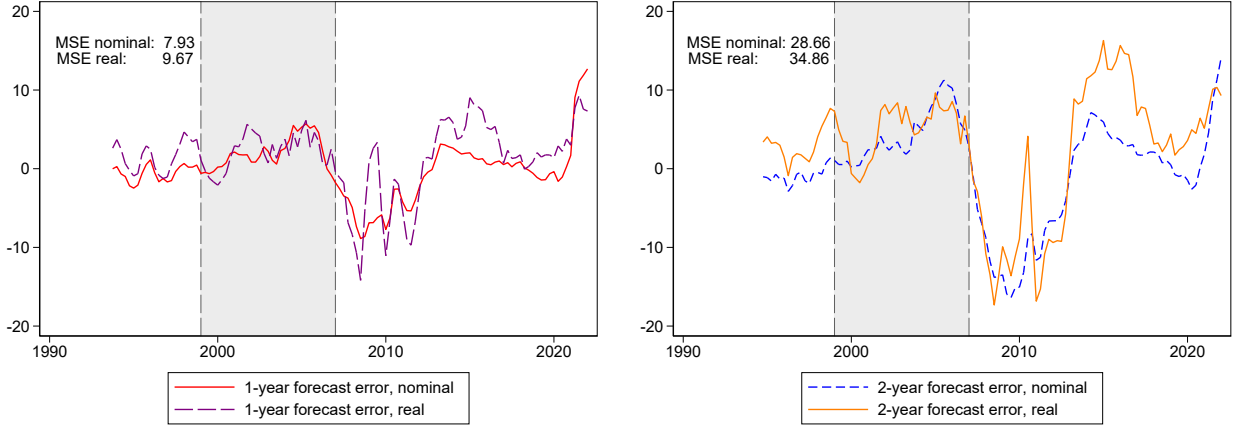 20
10
0
-10
-20
MSE nominal: 7.93
MSE real: 9.67
1990
2000
2010
2020
1-year forecast error, nominal
1-year forecast error, real
20
10
0
-10
-20
MSE nominal: 28.66
MSE real: 34.86
1990
2000
2010
2020
2-year forecast error, nominal
2-year forecast error, real